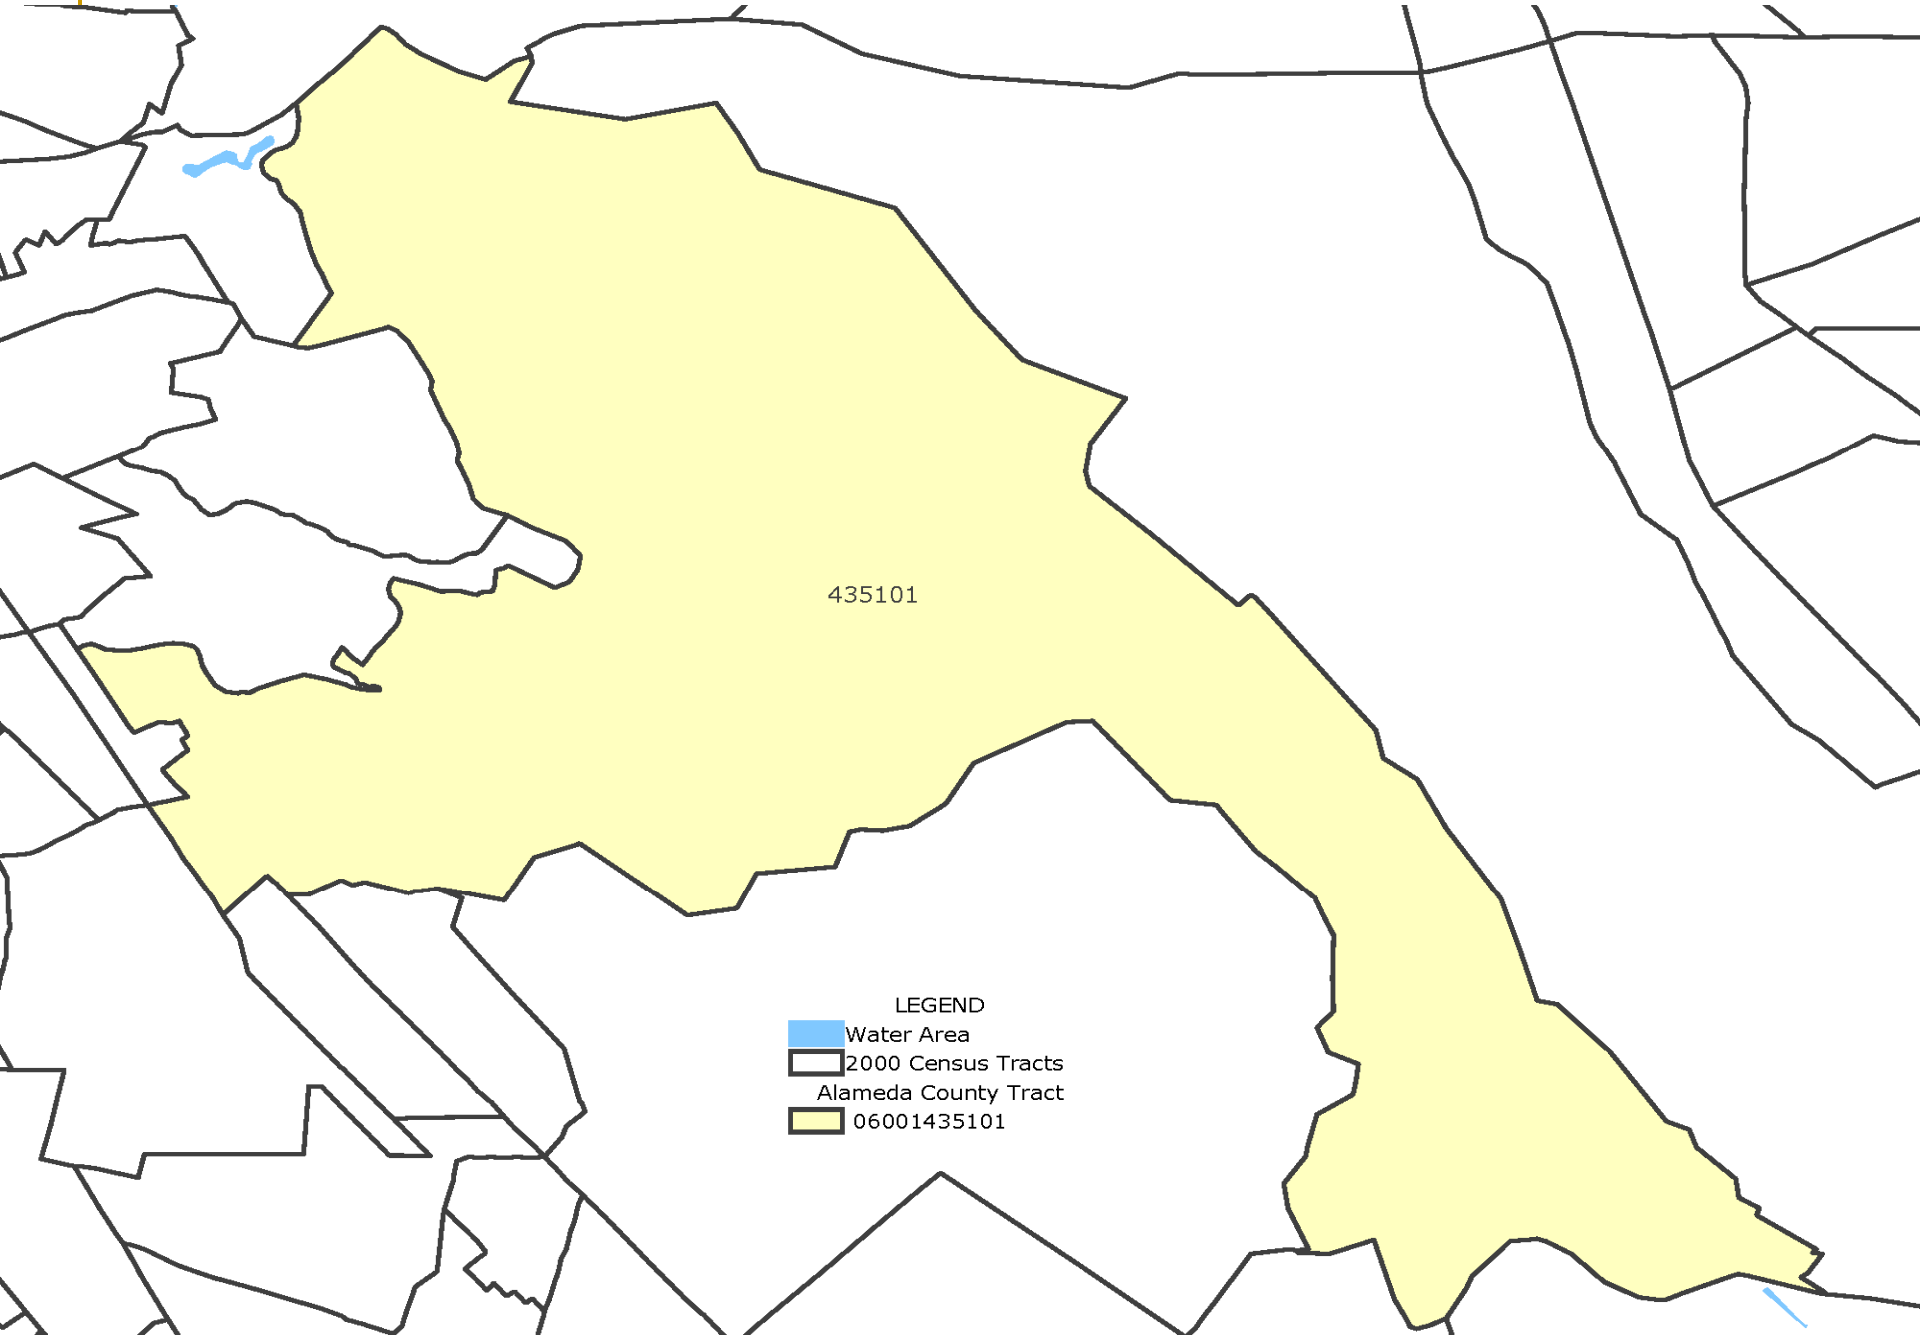 435101
LEGEND
Water Area
2000 Census Tracts
Alameda County Tract
06001435101